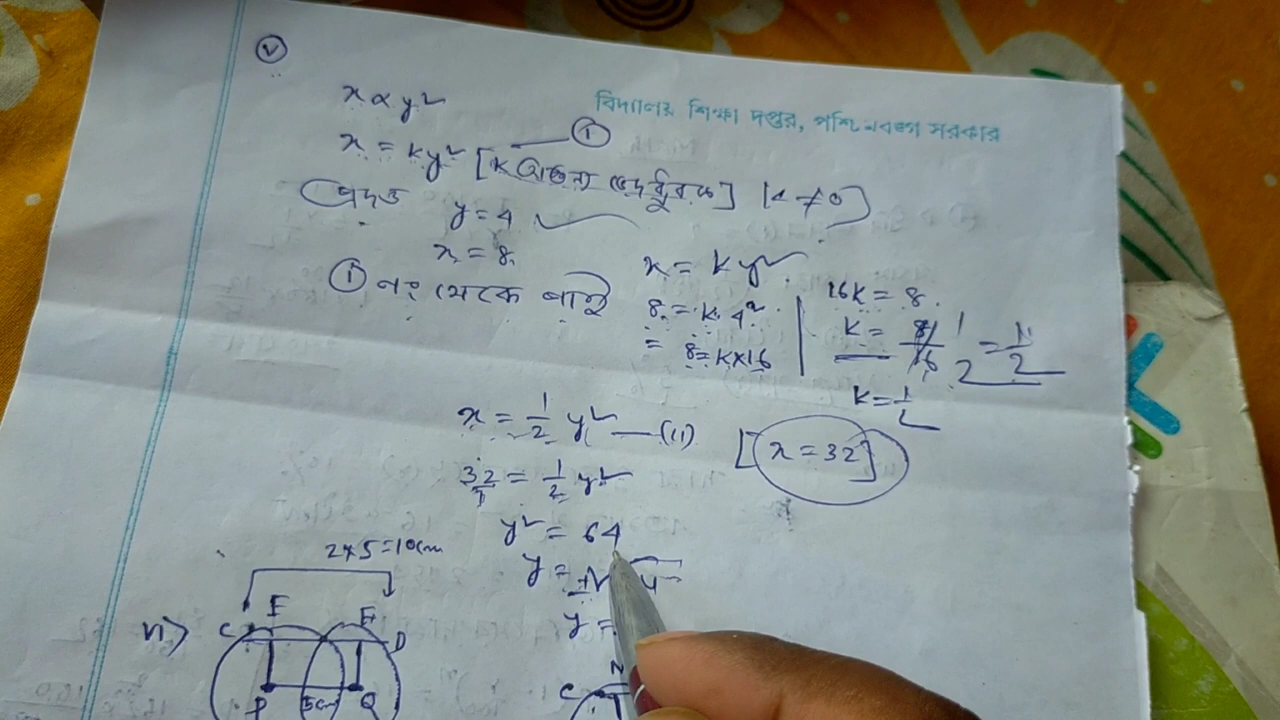 v
বিদ্যালয় শিক্ষা দপ্তর, পশ্চিমবঙ্গ সরকার
x ∝ y²
x = ky² — ①
[K অশূন্য ভেদধ্রুবক] [K ≠ 0]
প্রদত্ত y = 4
x = 8
① নং থেকে পাই
x = ky²
8 = k. 4²
= 8 = K×16
16K = 8
K = 8/16 = 1/2
K = 1/2
x = 1/2 y² — (ii)
[x = 32]
32/1 = 1/2 y²
y² = 64
y = ±√
y =
2×5=10cm
vi>
C E F D
P 5cm Q
C N